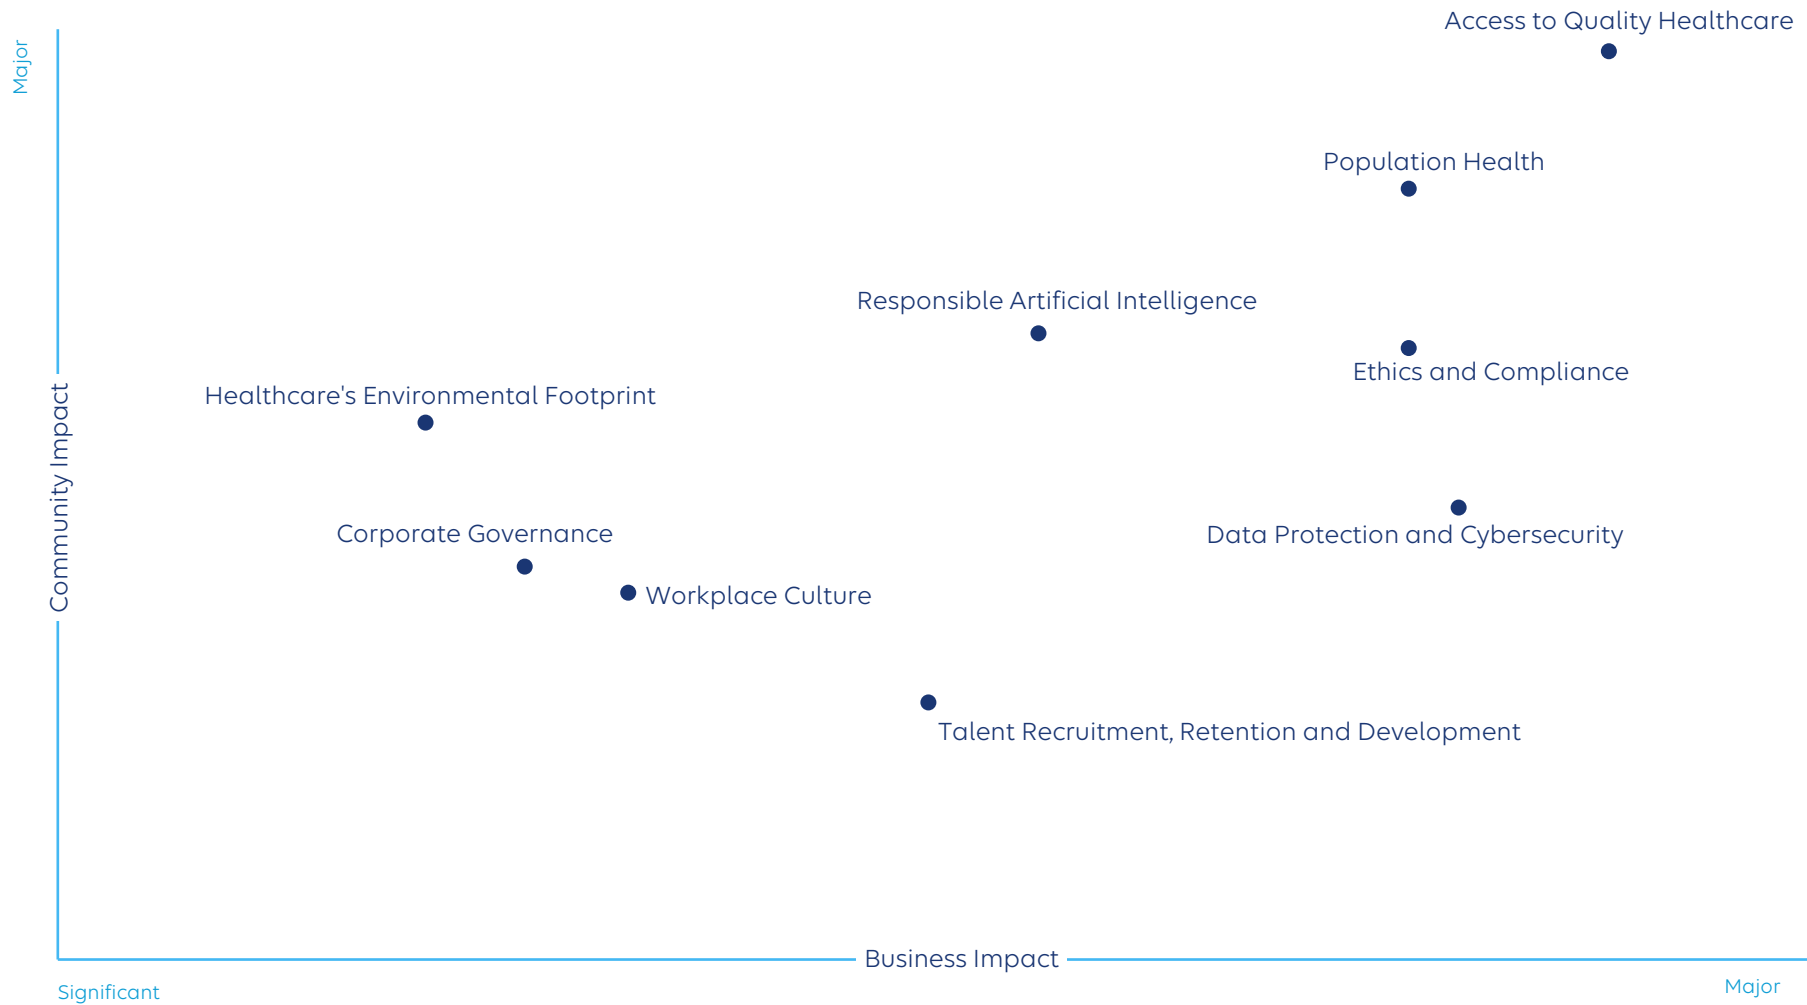 Access to Quality Healthcare
Major
Population Health
Responsible Artificial Intelligence
Ethics and Compliance
Healthcare's Environmental Footprint
Community Impact
Corporate Governance
Data Protection and Cybersecurity
Workplace Culture
Talent Recruitment, Retention and Development
Business Impact
Significant
Major